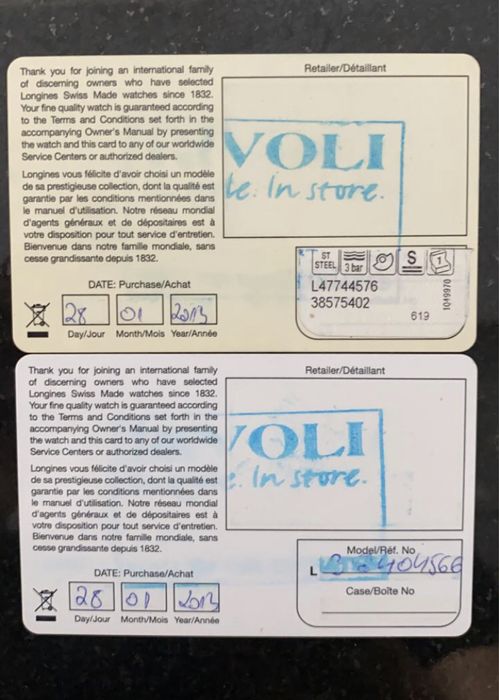 Thank you for joining an international family
of discerning owners who have selected
Longines Swiss Made watches since 1832.
Your fine quality watch is guaranteed according
to the Terms and Conditions set forth in the
accompanying Owner's Manual by presenting
the watch and this card to any of our worldwide
Service Centers or authorized dealers.
Longines vous félicite d'avoir choisi un modèle
de sa prestigieuse collection, dont la qualité est
garantie par les conditions mentionnées dans
le manuel d'utilisation. Notre réseau mondial
d'agents généraux et de dépositaires est à
votre disposition pour tout service d'entretien.
Bienvenue dans notre famille mondiale, sans
cesse grandissante depuis 1832.
DATE: Purchase/Achat
28 01 2013
Day/Jour Month/Mois Year/Année
Retailer/Détaillant
VOLI
le. In store.
ST
STEEL
3 bar
S
1
L47744576
38575402
619
Thank you for joining an international family
of discerning owners who have selected
Longines Swiss Made watches since 1832.
Your fine quality watch is guaranteed according
to the Terms and Conditions set forth in the
accompanying Owner's Manual by presenting
the watch and this card to any of our worldwide
Service Centers or authorized dealers.
Longines vous félicite d'avoir choisi un modèle
de sa prestigieuse collection, dont la qualité est
garantie par les conditions mentionnées dans
le manuel d'utilisation. Notre réseau mondial
d'agents généraux et de dépositaires est à
votre disposition pour tout service d'entretien.
Bienvenue dans notre famille mondiale, sans
cesse grandissante depuis 1832.
DATE: Purchase/Achat
28 01 2013
Day/Jour Month/Mois Year/Année
Retailer/Détaillant
VOLI
e. In store.
Model/Réf. No
L
Case/Boîte No